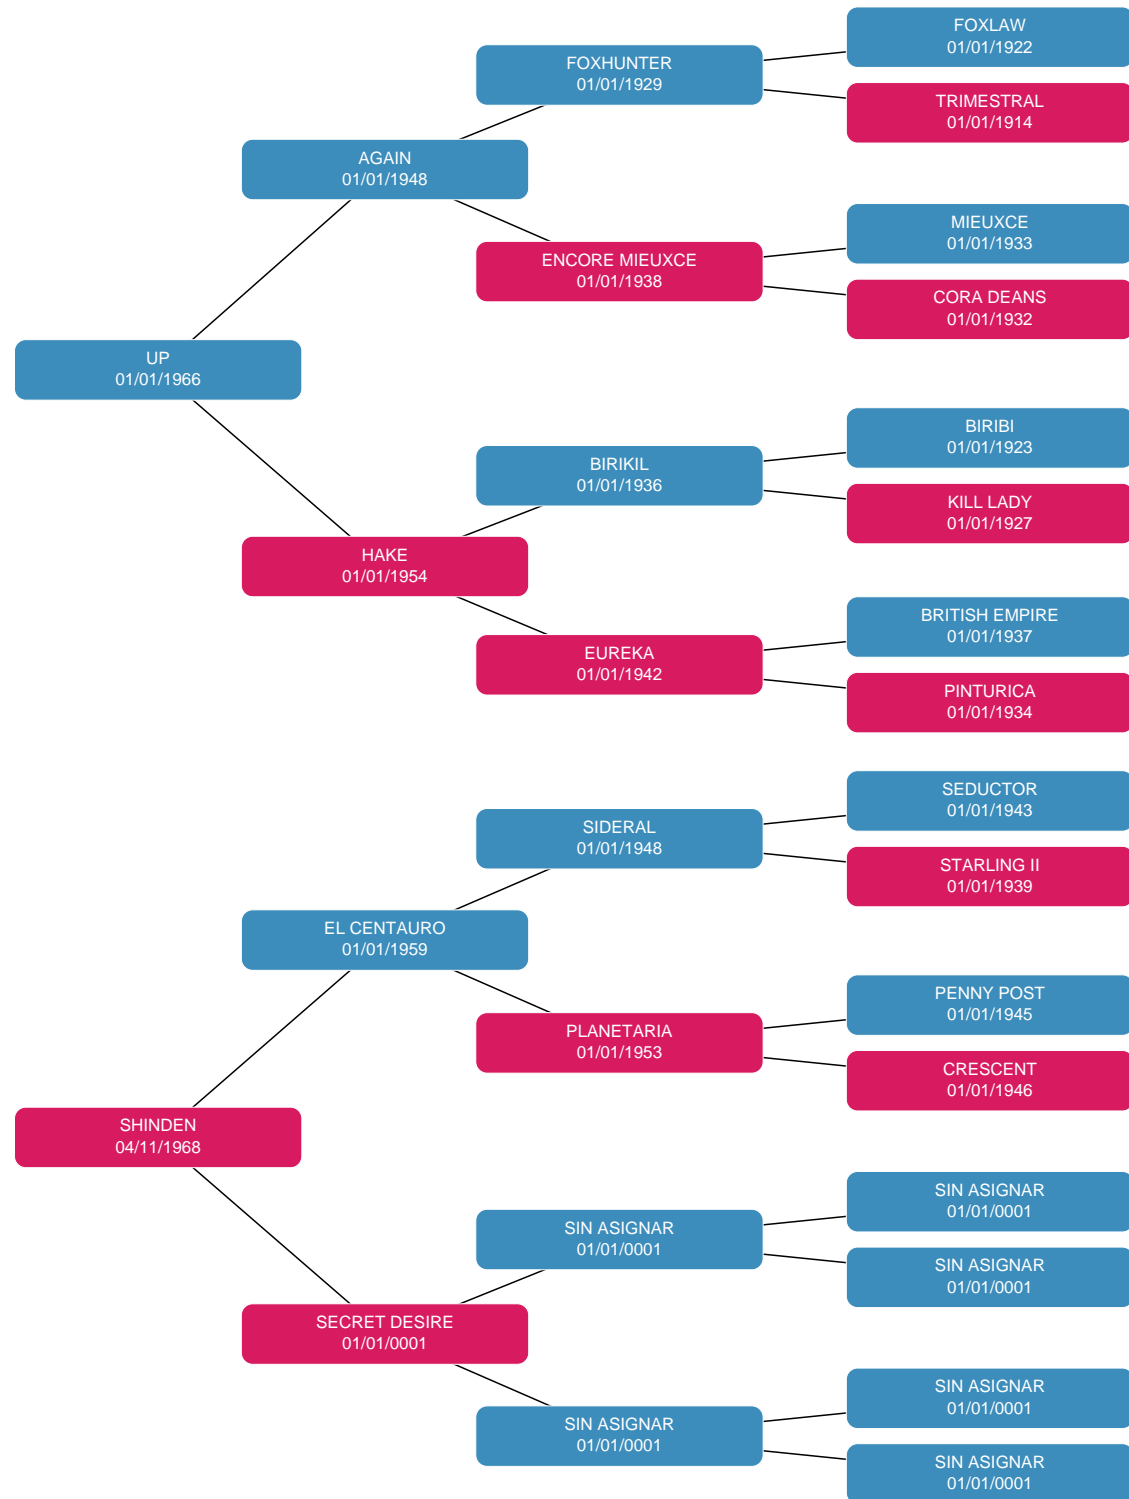 FOXLAW
01/01/1922
FOXHUNTER
01/01/1929
TRIMESTRAL
01/01/1914
AGAIN
01/01/1948
MIEUXCE
01/01/1933
ENCORE MIEUXCE
01/01/1938
CORA DEANS
01/01/1932
UP
01/01/1966
BIRIBI
01/01/1923
BIRIKIL
01/01/1936
KILL LADY
01/01/1927
HAKE
01/01/1954
BRITISH EMPIRE
01/01/1937
EUREKA
01/01/1942
PINTURICA
01/01/1934
SEDUCTOR
01/01/1943
SIDERAL
01/01/1948
STARLING II
01/01/1939
EL CENTAURO
01/01/1959
PENNY POST
01/01/1945
PLANETARIA
01/01/1953
CRESCENT
01/01/1946
SHINDEN
04/11/1968
SIN ASIGNAR
01/01/0001
SIN ASIGNAR
01/01/0001
SIN ASIGNAR
01/01/0001
SECRET DESIRE
01/01/0001
SIN ASIGNAR
01/01/0001
SIN ASIGNAR
01/01/0001
SIN ASIGNAR
01/01/0001